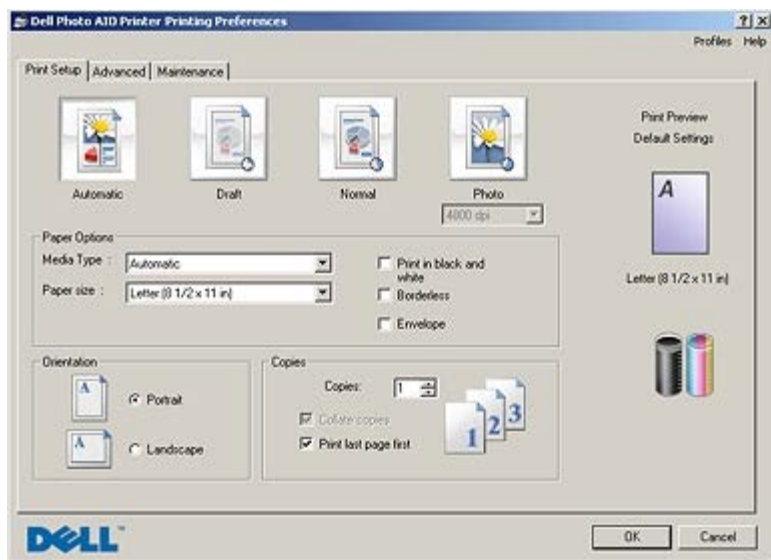 Dell Photo AIO Printer Printing Preferences
Profiles Help
Print Setup Advanced Maintenance
Automatic
Draft
Normal
Photo
4800 dpi
Print Preview
Default Settings
A
Letter (8 1/2 x 11 in)
Paper Options
Media Type : Automatic
Paper size : Letter (8 1/2 x 11 in)
Print in black and
white
Borderless
Envelope
Orientation
A
Portrait
A
Landscape
Copies
Copies: 1
Collate copies
Print last page first
1 2 3
DELL™
OK Cancel